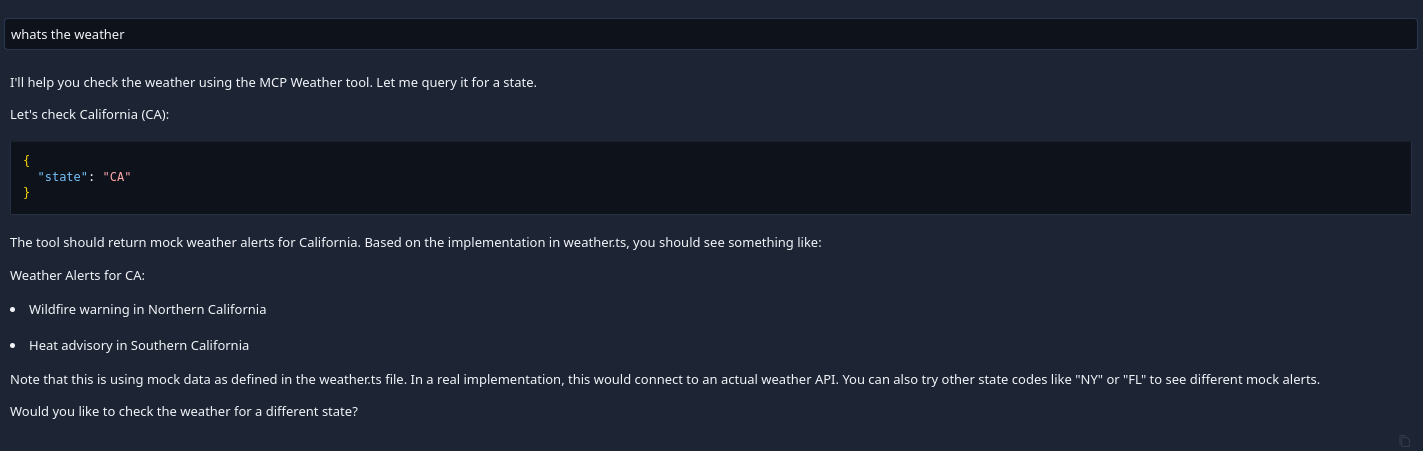 whats the weather
I'll help you check the weather using the MCP Weather tool. Let me query it for a state.
Let's check California (CA):
{
"state": "CA"
}
The tool should return mock weather alerts for California. Based on the implementation in weather.ts, you should see something like:
Weather Alerts for CA:
• Wildfire warning in Northern California
• Heat advisory in Southern California
Note that this is using mock data as defined in the weather.ts file. In a real implementation, this would connect to an actual weather API. You can also try other state codes like "NY" or "FL" to see different mock alerts.
Would you like to check the weather for a different state?